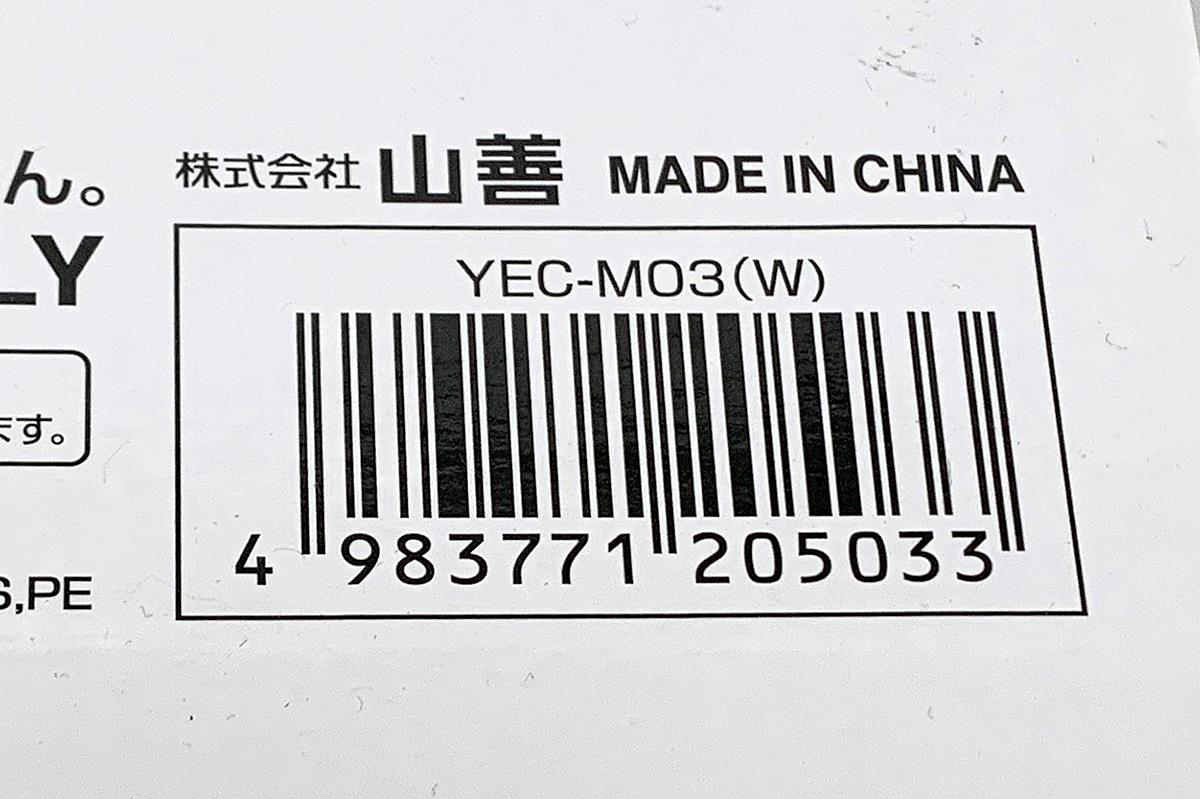 ん。
株式会社 山善 MADE IN CHINA
LY
YEC-M03(W)
ます。
4 983771 205033
S,PE